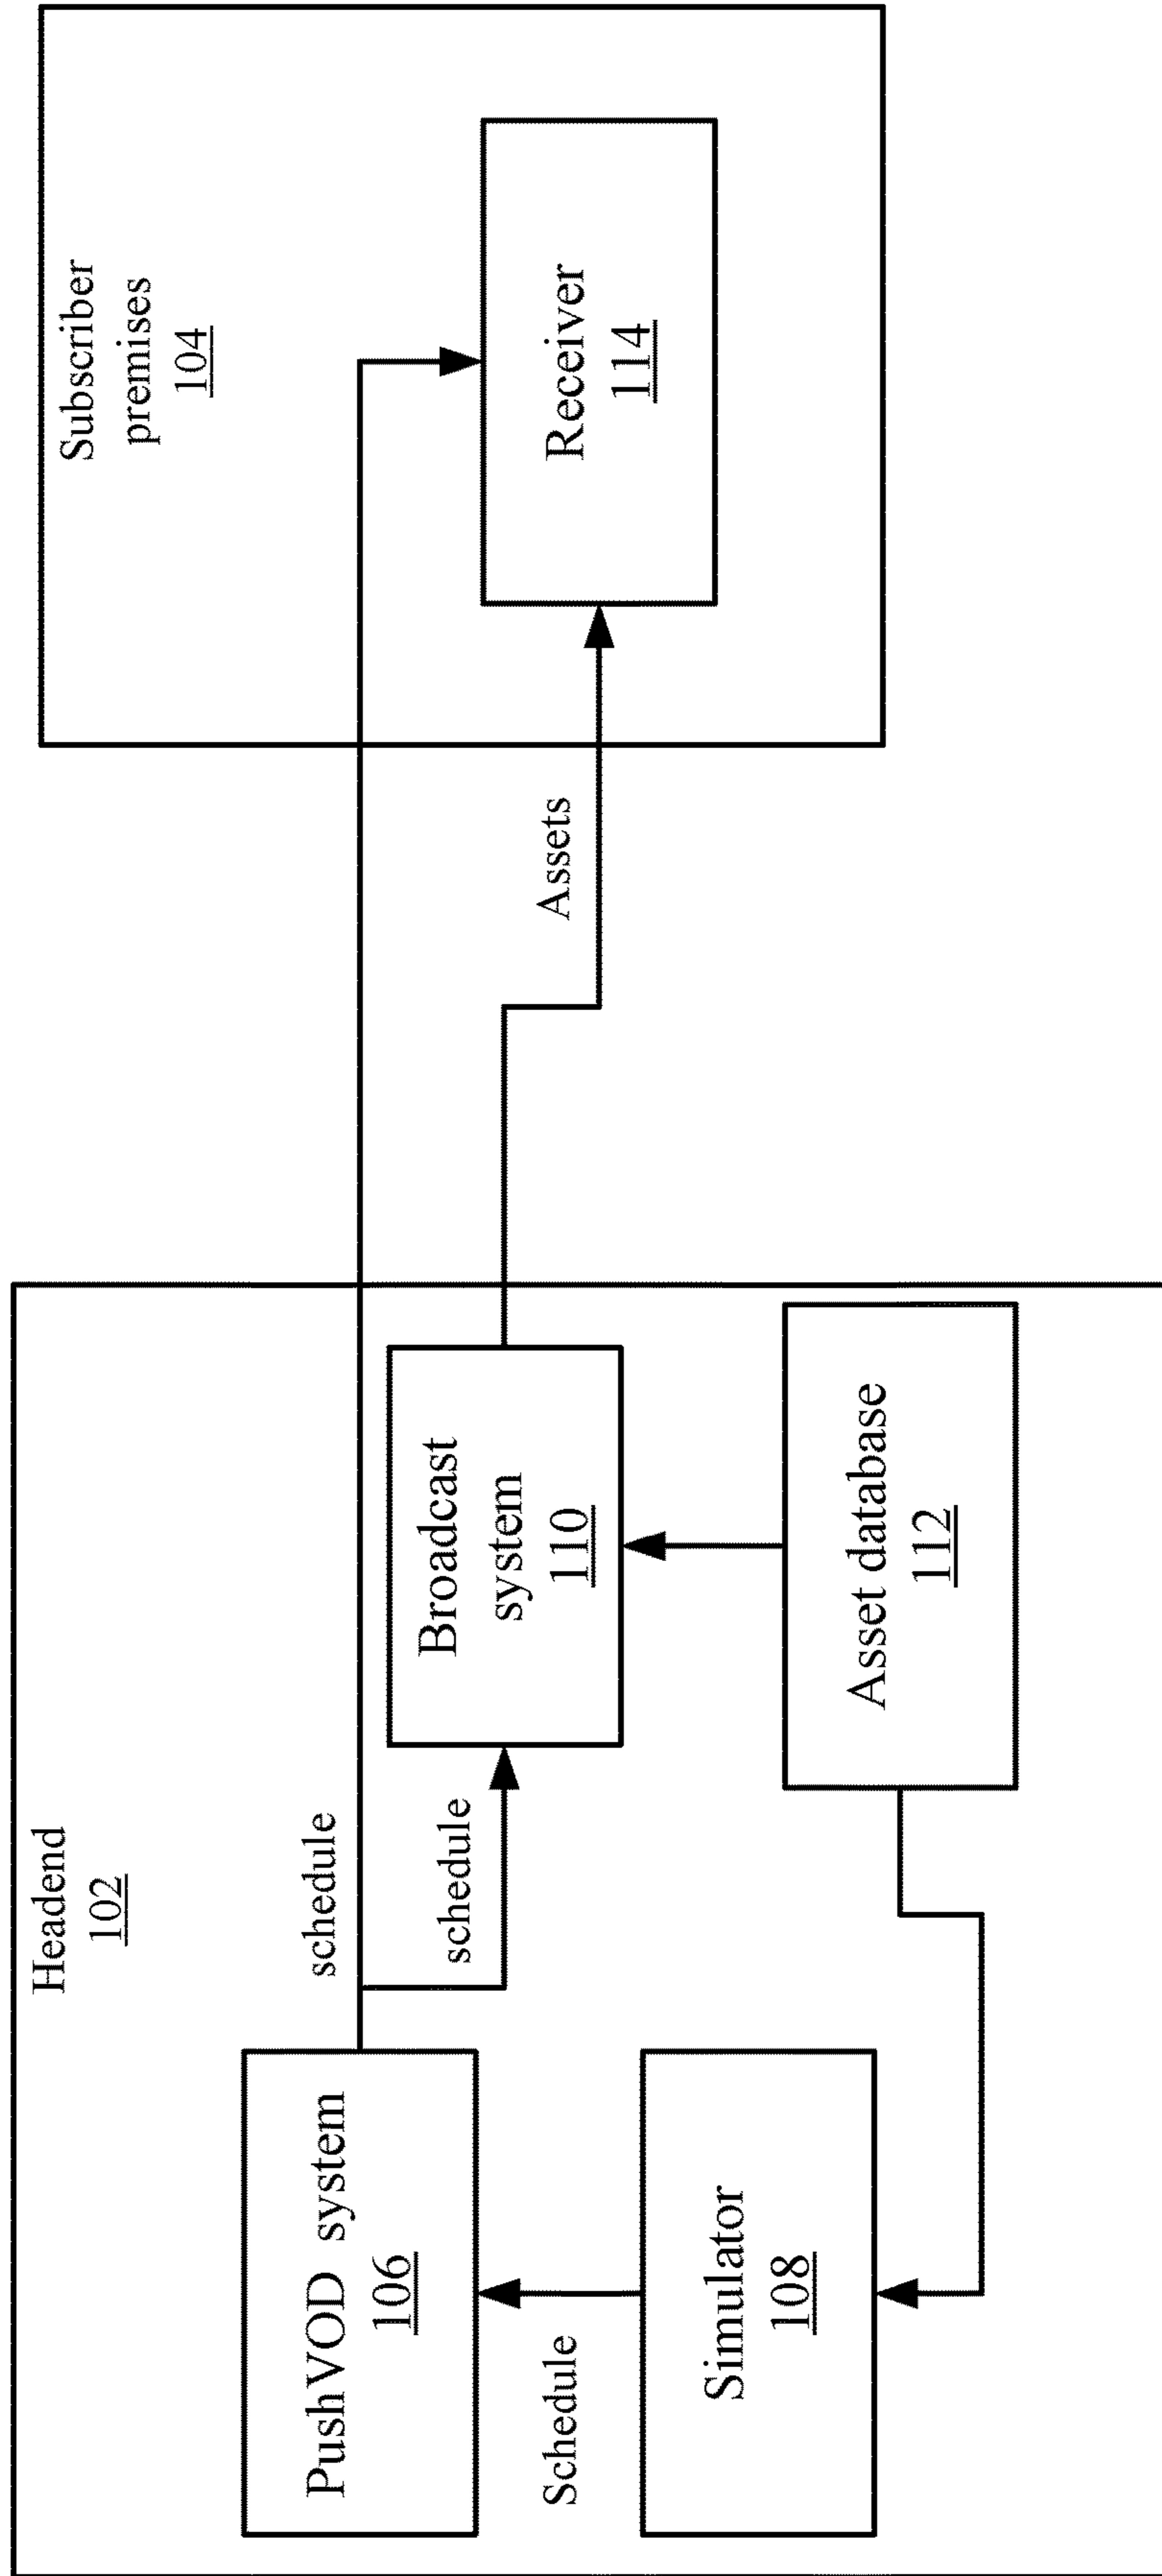 Headend
102
PushVOD system
106
schedule
schedule
Broadcast
system
110
Schedule
Simulator
108
Asset database
112
Assets
Subscriber
premises
104
Receiver
114